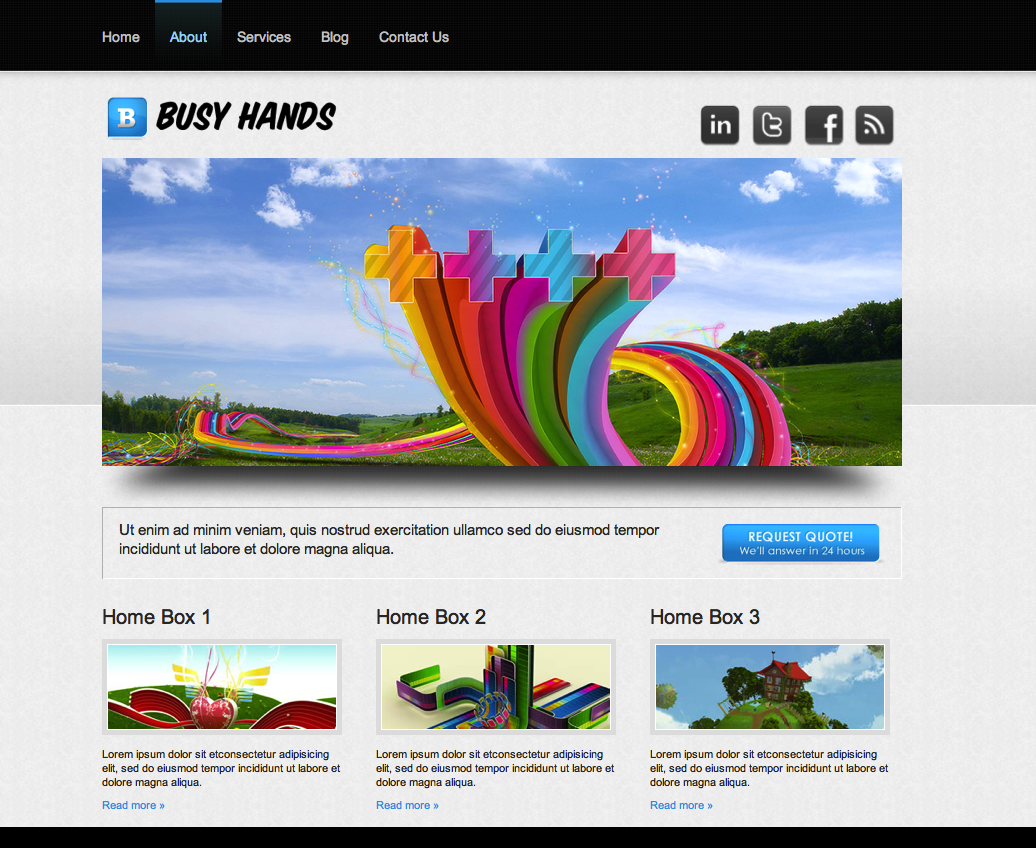 Home About Services Blog Contact Us
B BUSY HANDS
in t f
Ut enim ad minim veniam, quis nostrud exercitation ullamco sed do eiusmod tempor
incididunt ut labore et dolore magna aliqua.
REQUEST QUOTE!
We'll answer in 24 hours
Home Box 1
Lorem ipsum dolor sit etconsectetur adipisicing
elit, sed do eiusmod tempor incididunt ut labore et
dolore magna aliqua.
Read more »
Home Box 2
Lorem ipsum dolor sit etconsectetur adipisicing
elit, sed do eiusmod tempor incididunt ut labore et
dolore magna aliqua.
Read more »
Home Box 3
Lorem ipsum dolor sit etconsectetur adipisicing
elit, sed do eiusmod tempor incididunt ut labore et
dolore magna aliqua.
Read more »